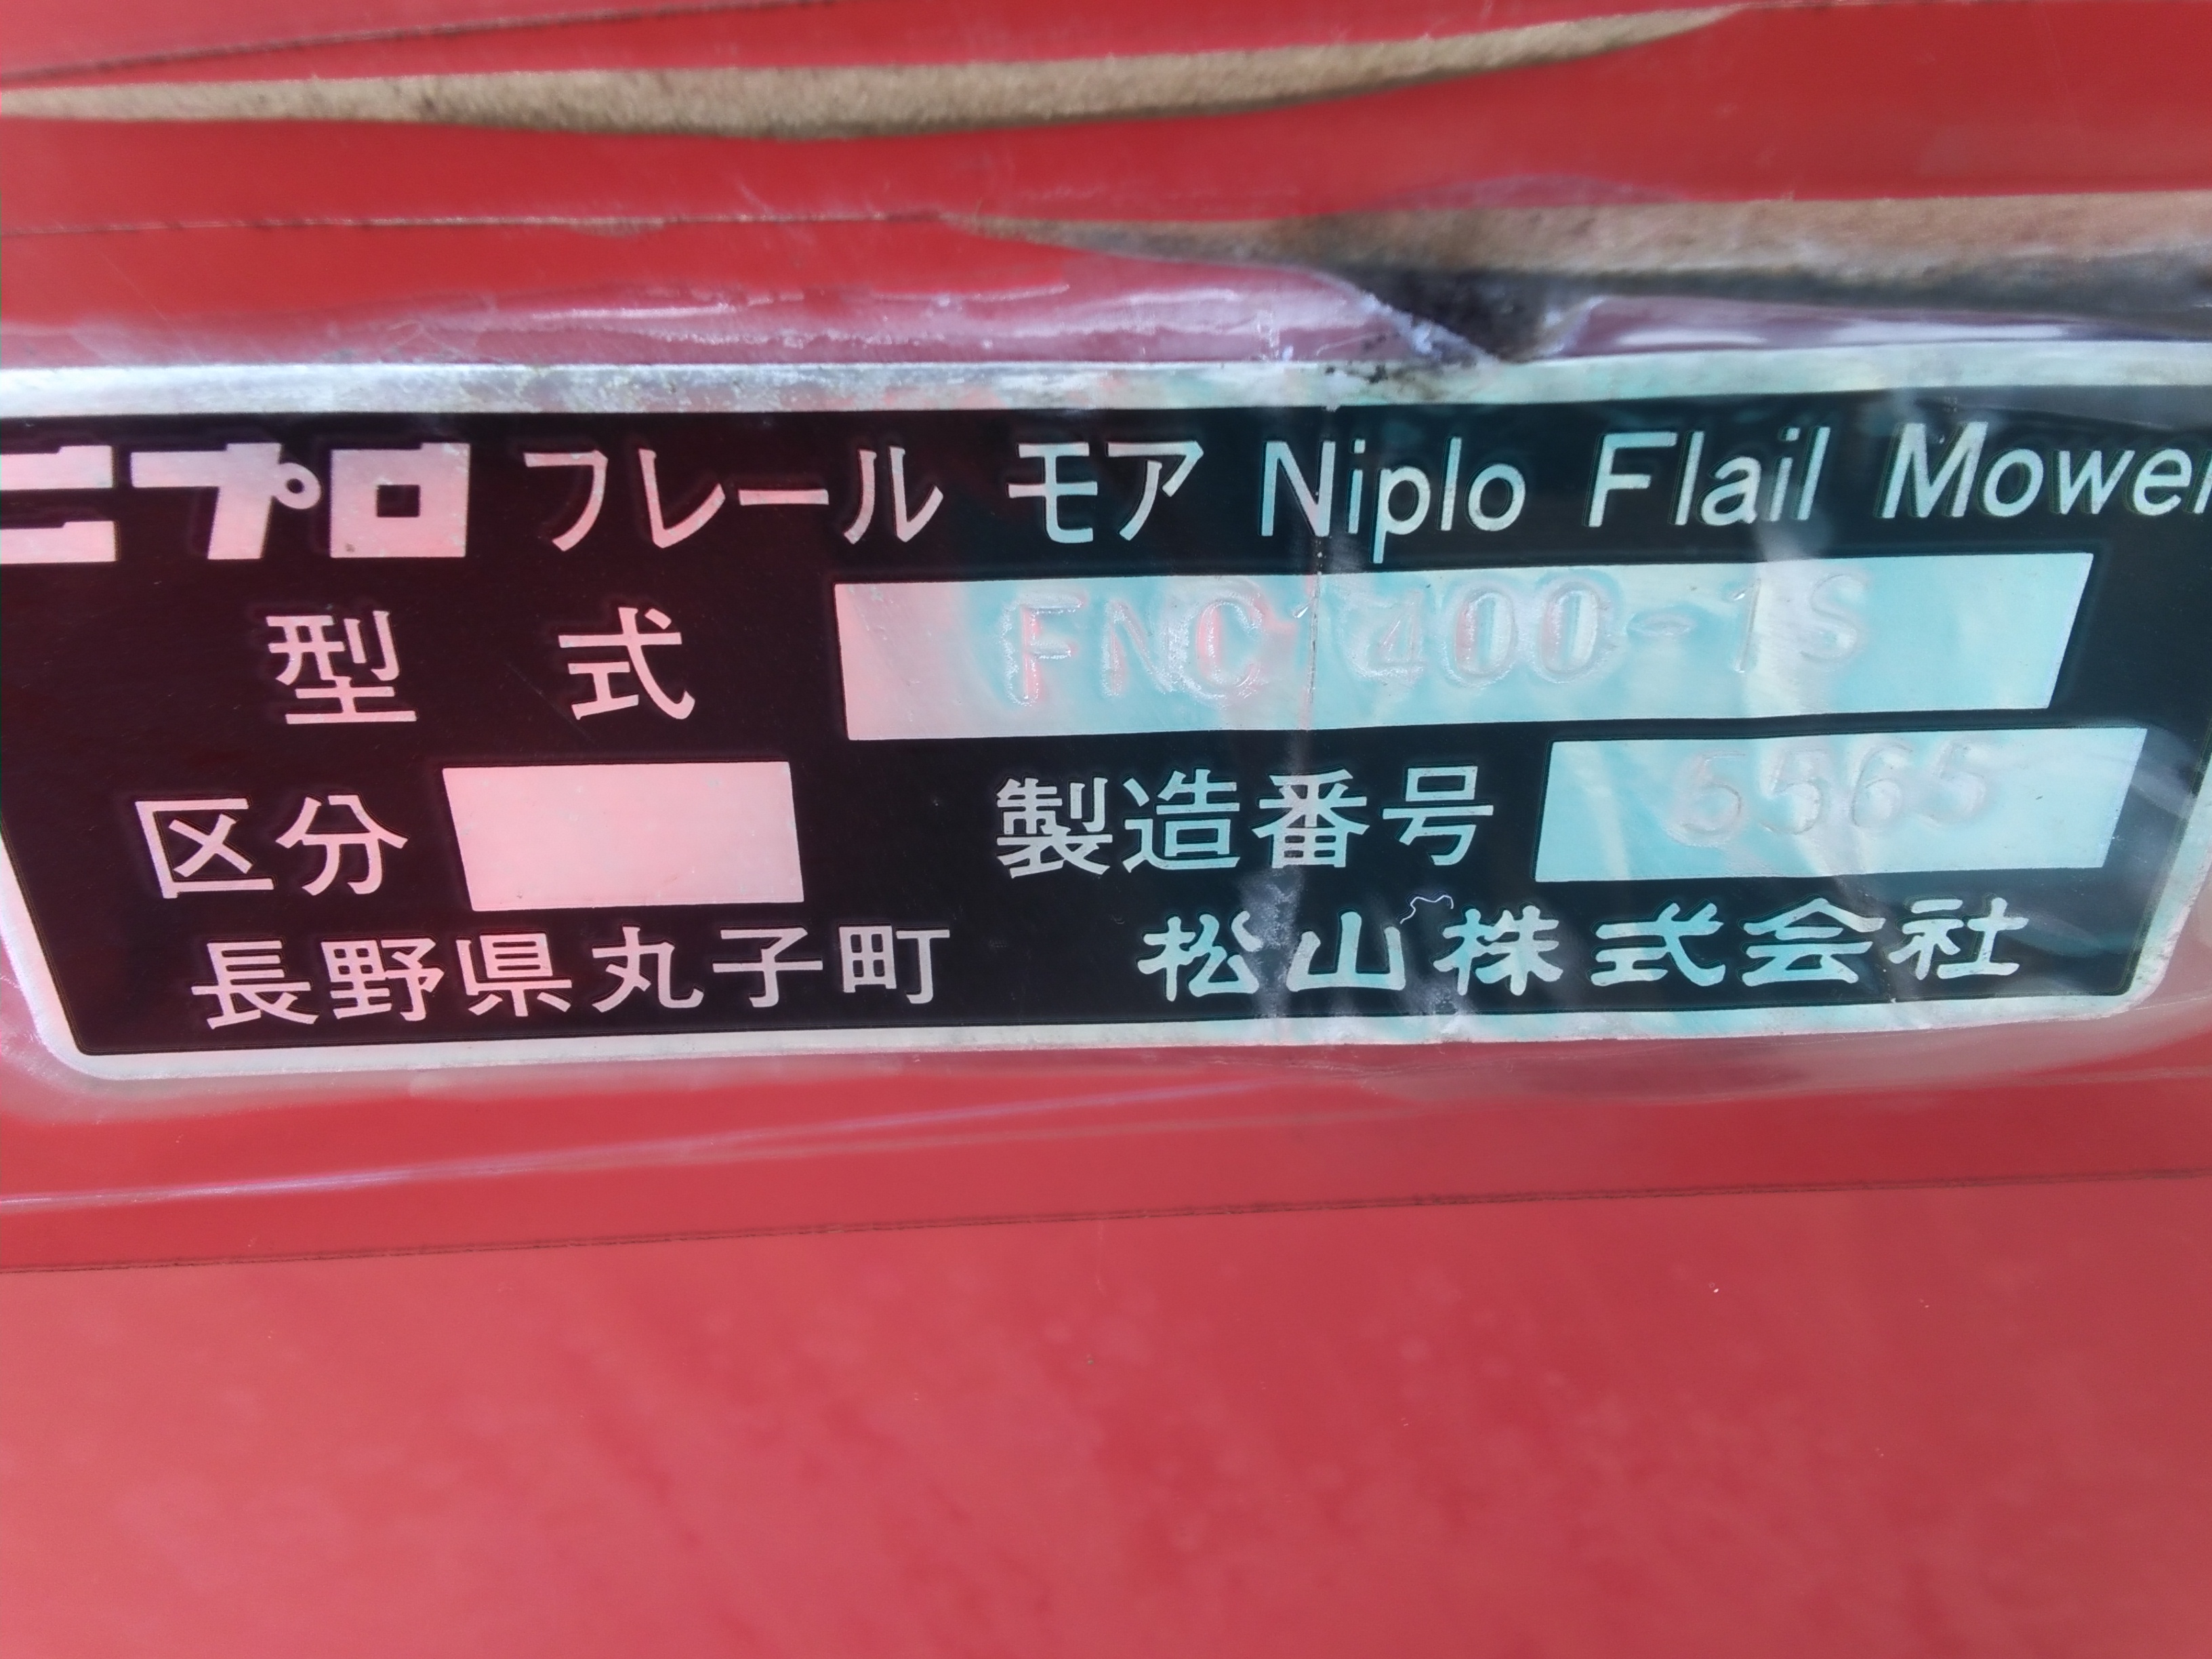 ニプロ フレール モア Niplo Flail Mower
型 式 FNC1400-1S
区分 製造番号 5565
長野県丸子町 松山株式会社